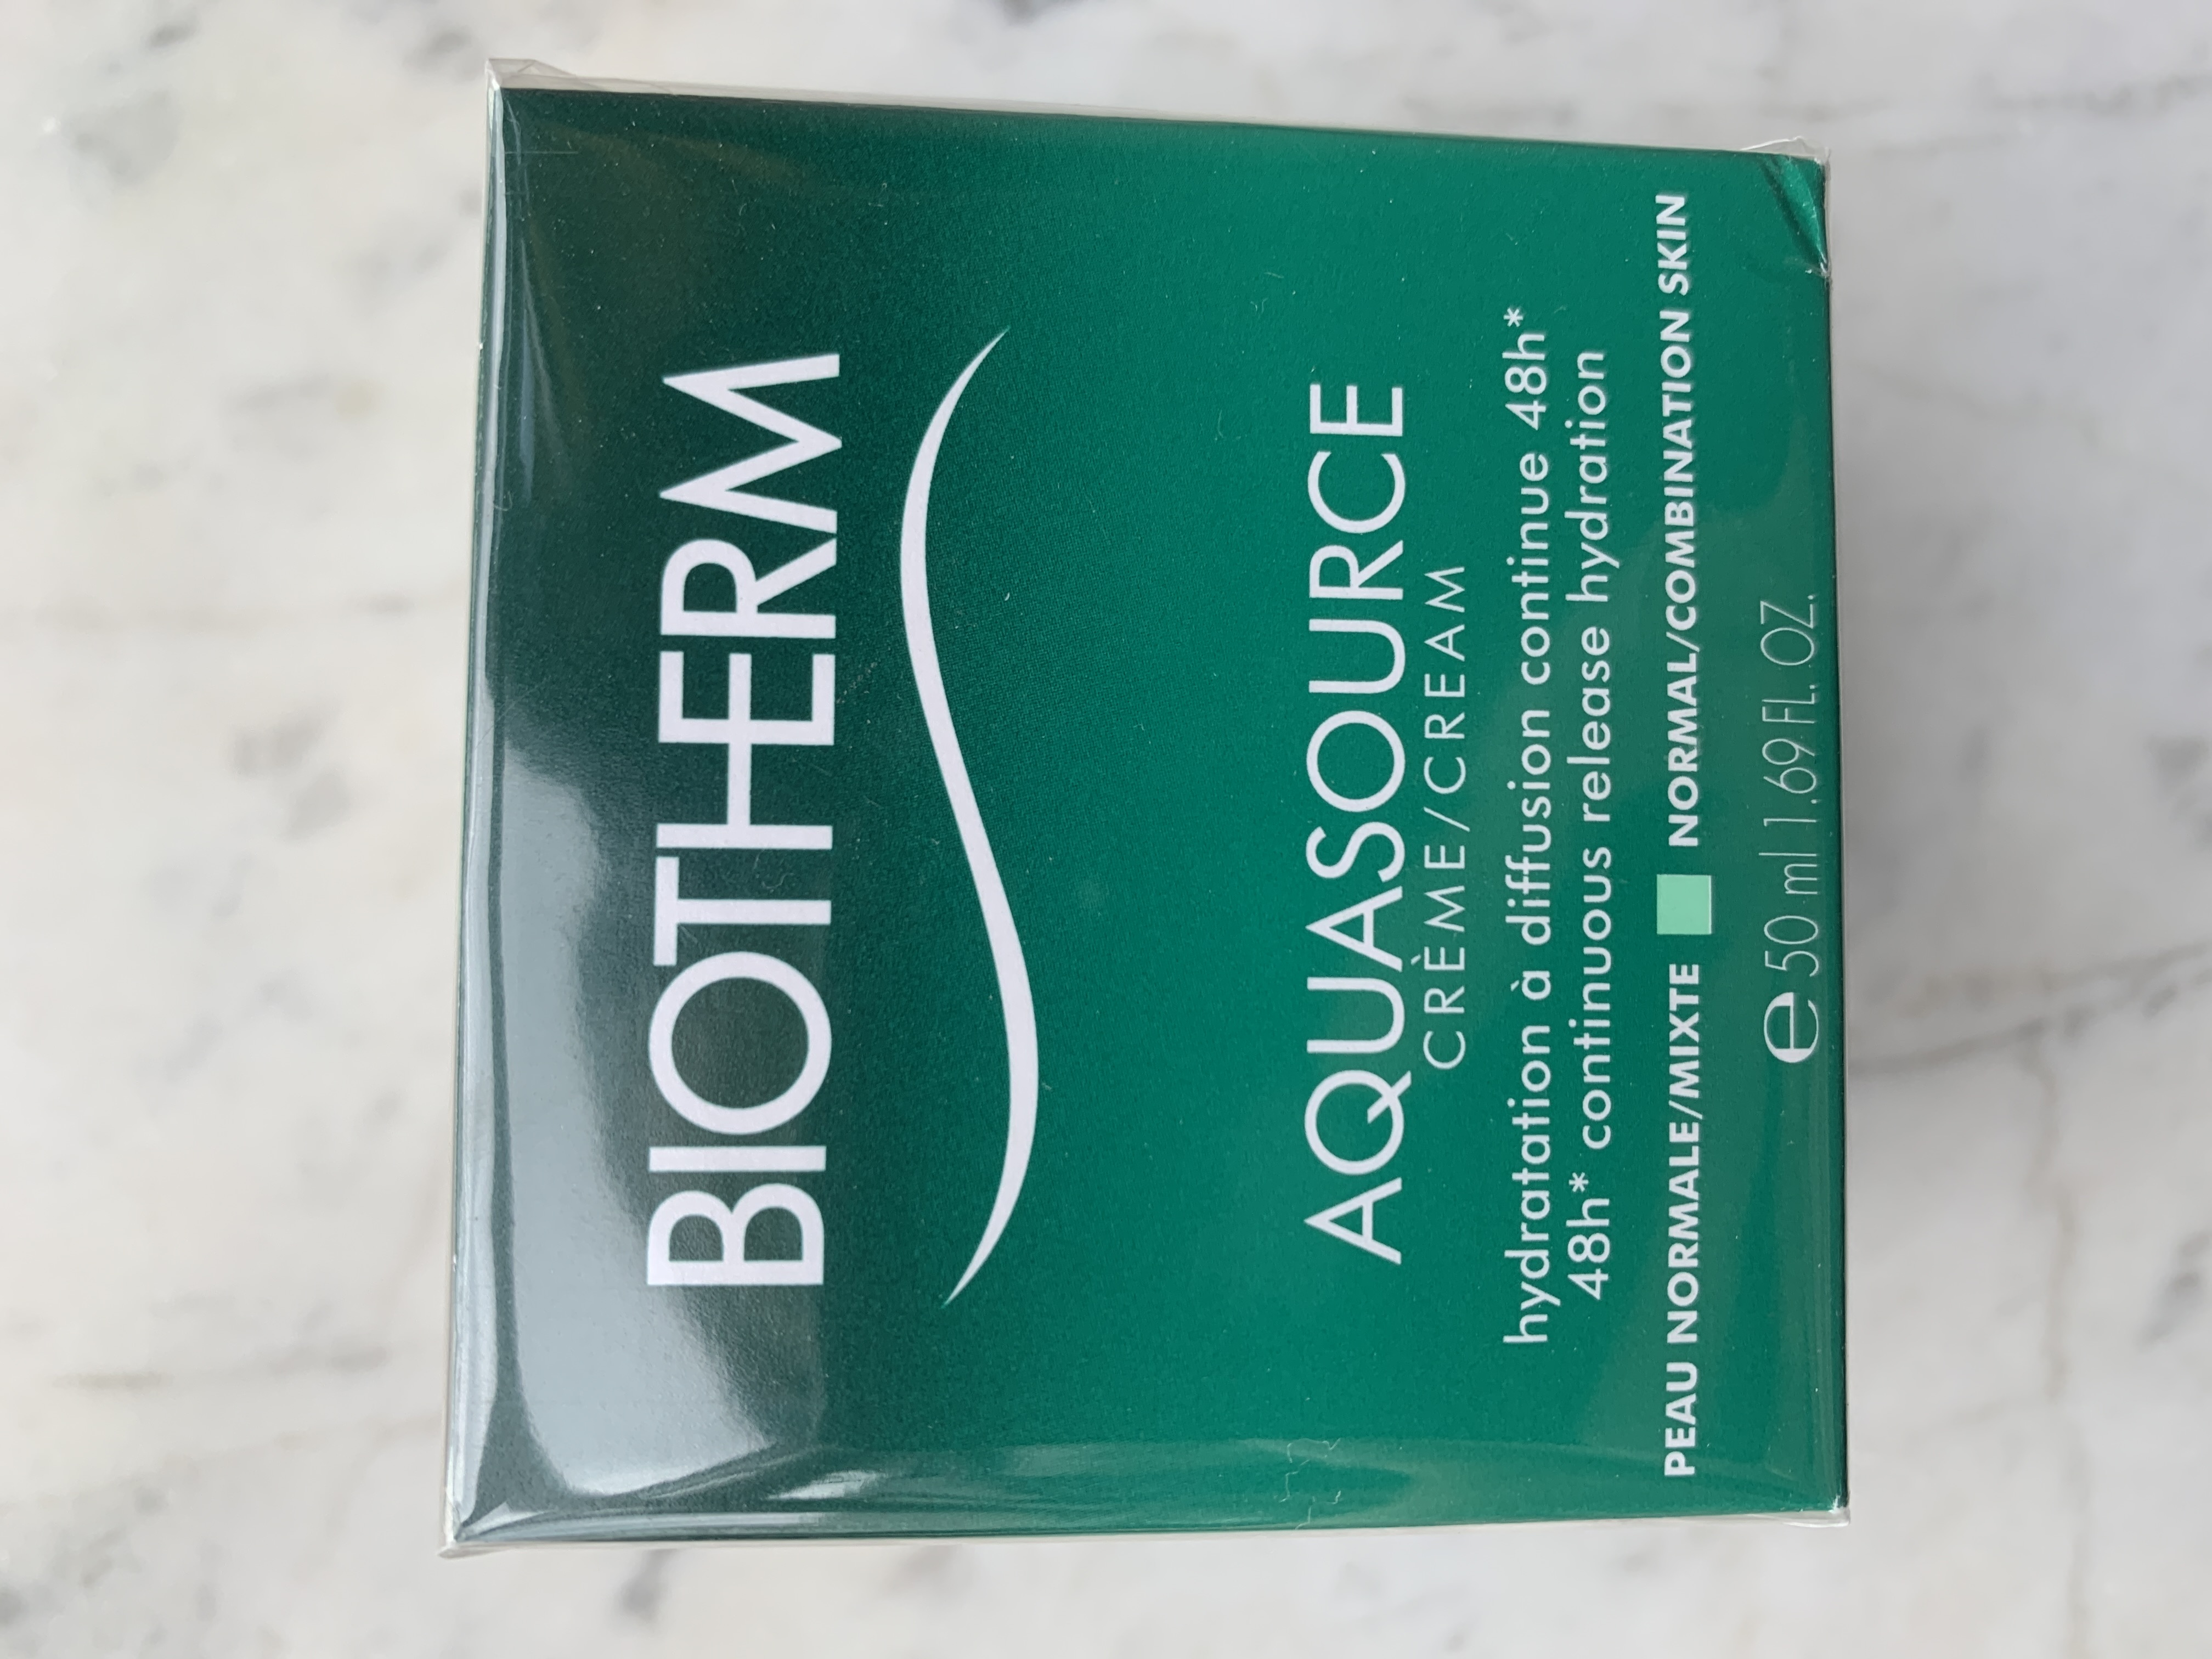 BIOTHERM
AQUASOURCE
CRÈME/CREAM
hydratation à diffusion continue 48h*
48h* continuous release hydration
PEAU NORMALE/MIXTE NORMAL/COMBINATION SKIN
℮ 50 ml 1.69 FL. OZ.